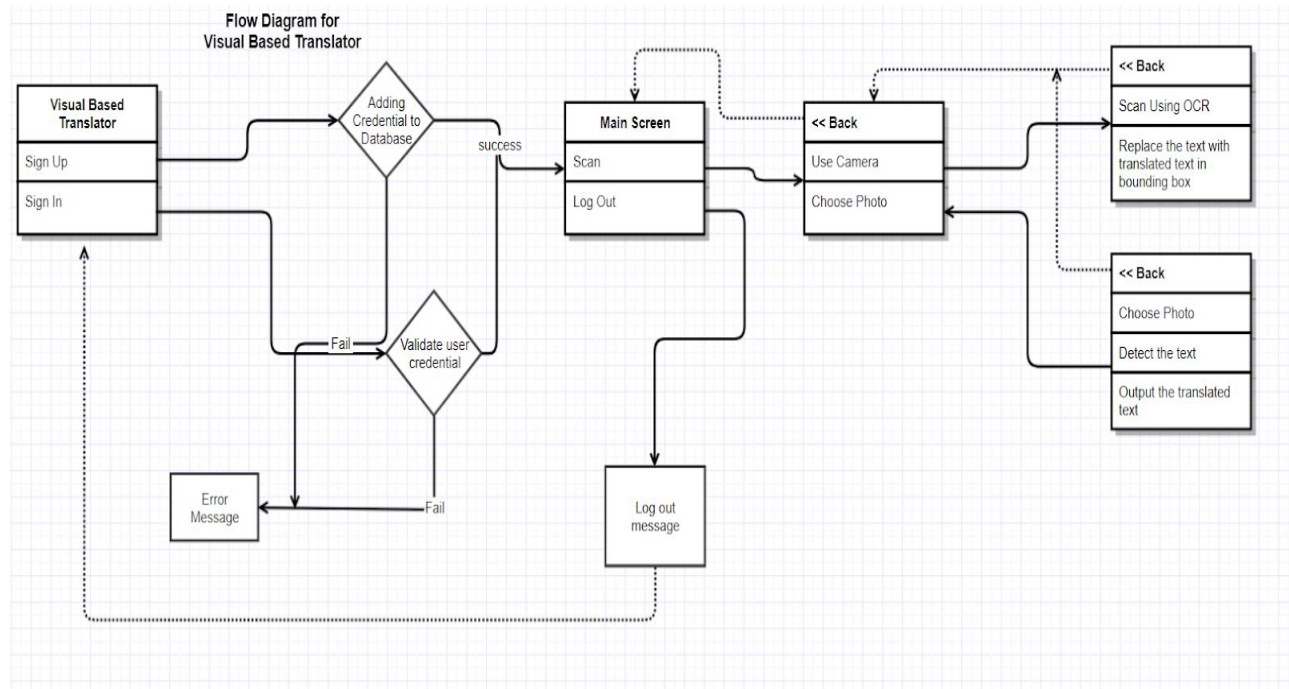 Flow Diagram for
Visual Based Translator
Visual Based
Translator
Sign Up
Sign In
Adding
Credential to
Database
success
Fail
Validate user
credential
Fail
Error
Message
Main Screen
Scan
Log Out
Log out
message
<< Back
Use Camera
Choose Photo
<< Back
Scan Using OCR
Replace the text with
translated text in
bounding box
<< Back
Choose Photo
Detect the text
Output the translated
text